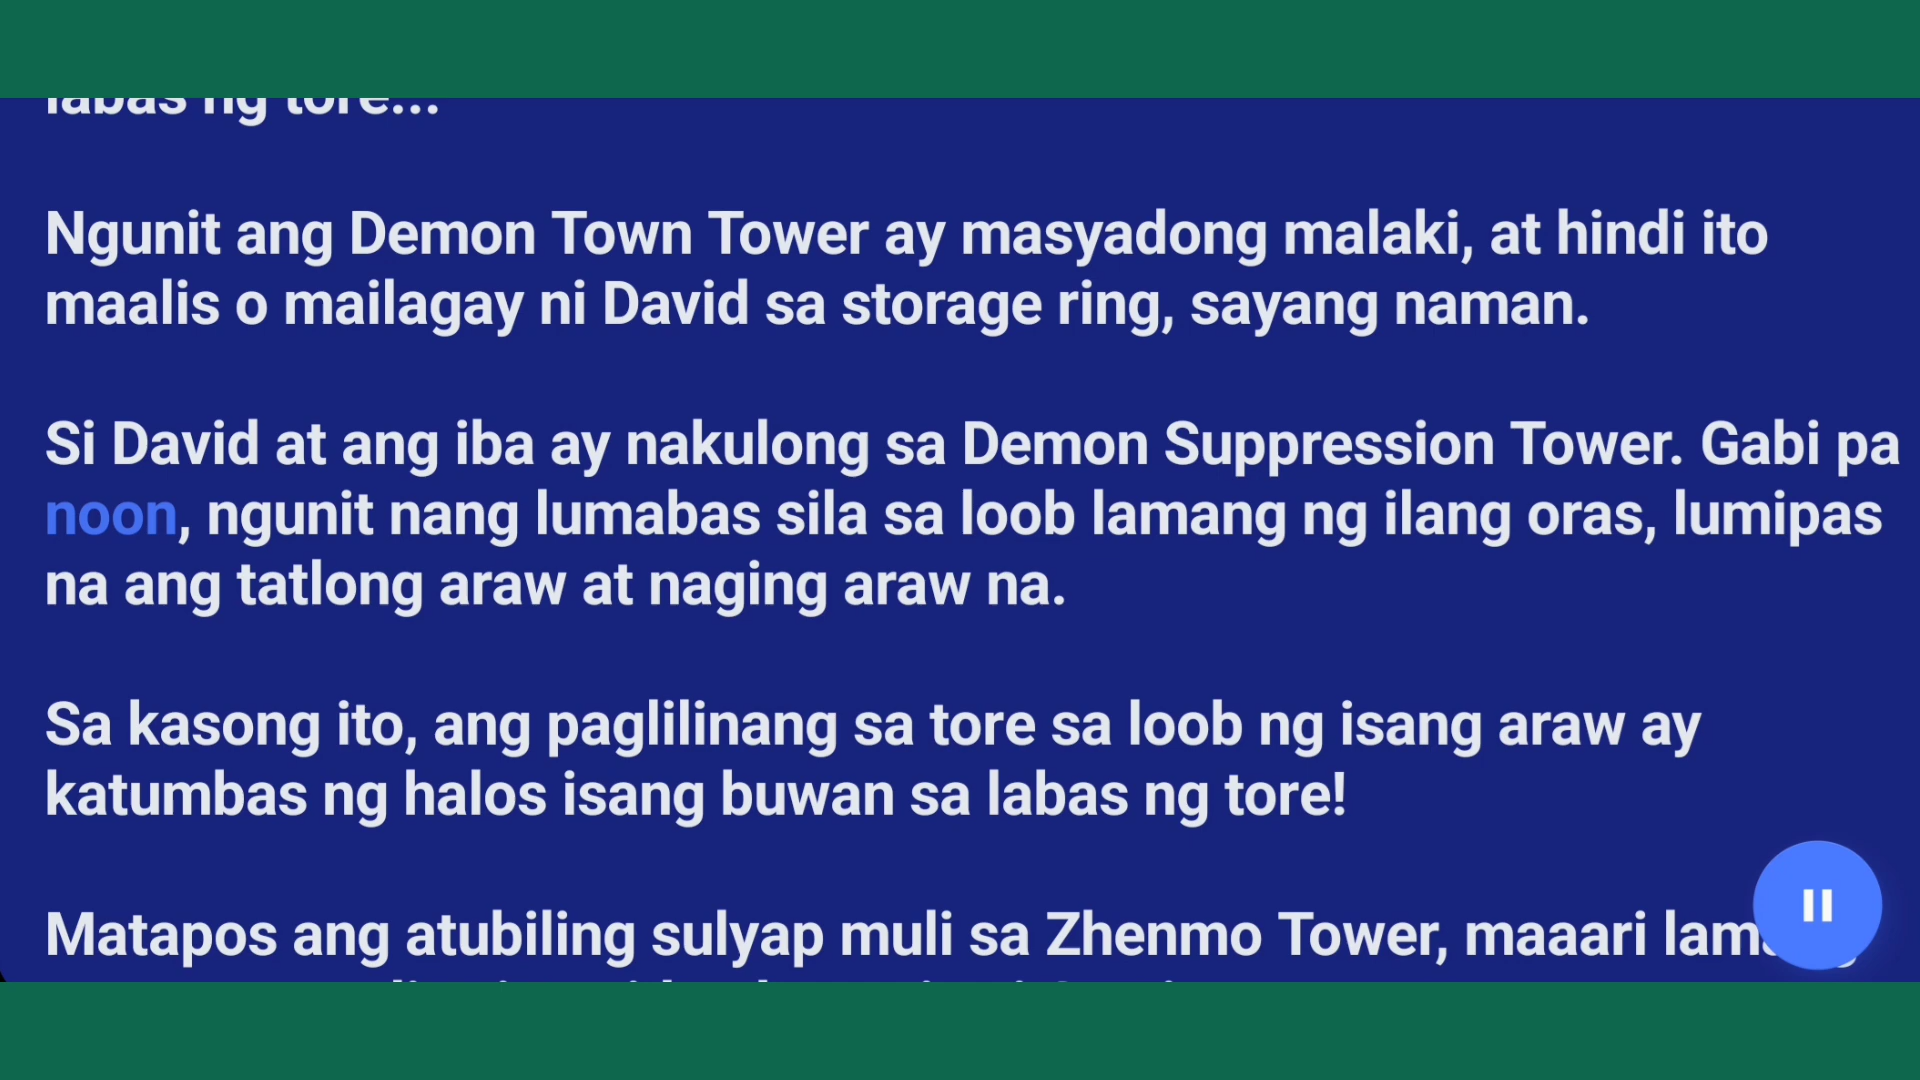 labas ng tore...
Ngunit ang Demon Town Tower ay masyadong malaki, at hindi ito
maalis o mailagay ni David sa storage ring, sayang naman.
Si David at ang iba ay nakulong sa Demon Suppression Tower. Gabi pa
noon, ngunit nang lumabas sila sa loob lamang ng ilang oras, lumipas
na ang tatlong araw at naging araw na.
Sa kasong ito, ang paglilinang sa tore sa loob ng isang araw ay
katumbas ng halos isang buwan sa labas ng tore!
Matapos ang atubiling sulyap muli sa Zhenmo Tower, maaari